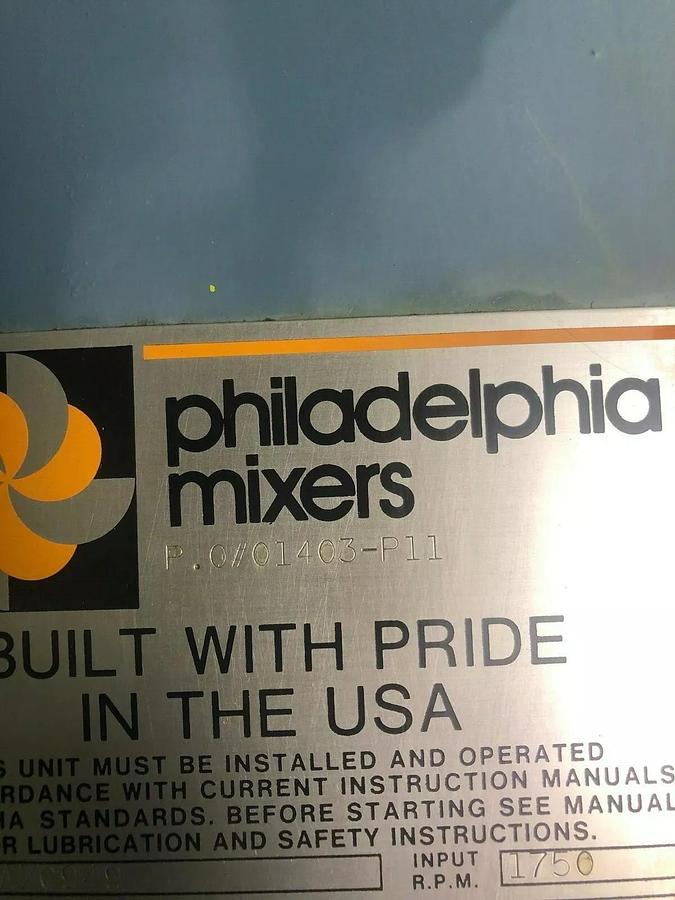 philadelphia
mixers
P.O//01403-P11
BUILT WITH PRIDE
IN THE USA
S UNIT MUST BE INSTALLED AND OPERATED
RDANCE WITH CURRENT INSTRUCTION MANUALS
MA STANDARDS. BEFORE STARTING SEE MANUAL
R LUBRICATION AND SAFETY INSTRUCTIONS.
INPUT
R.P.M. 1750